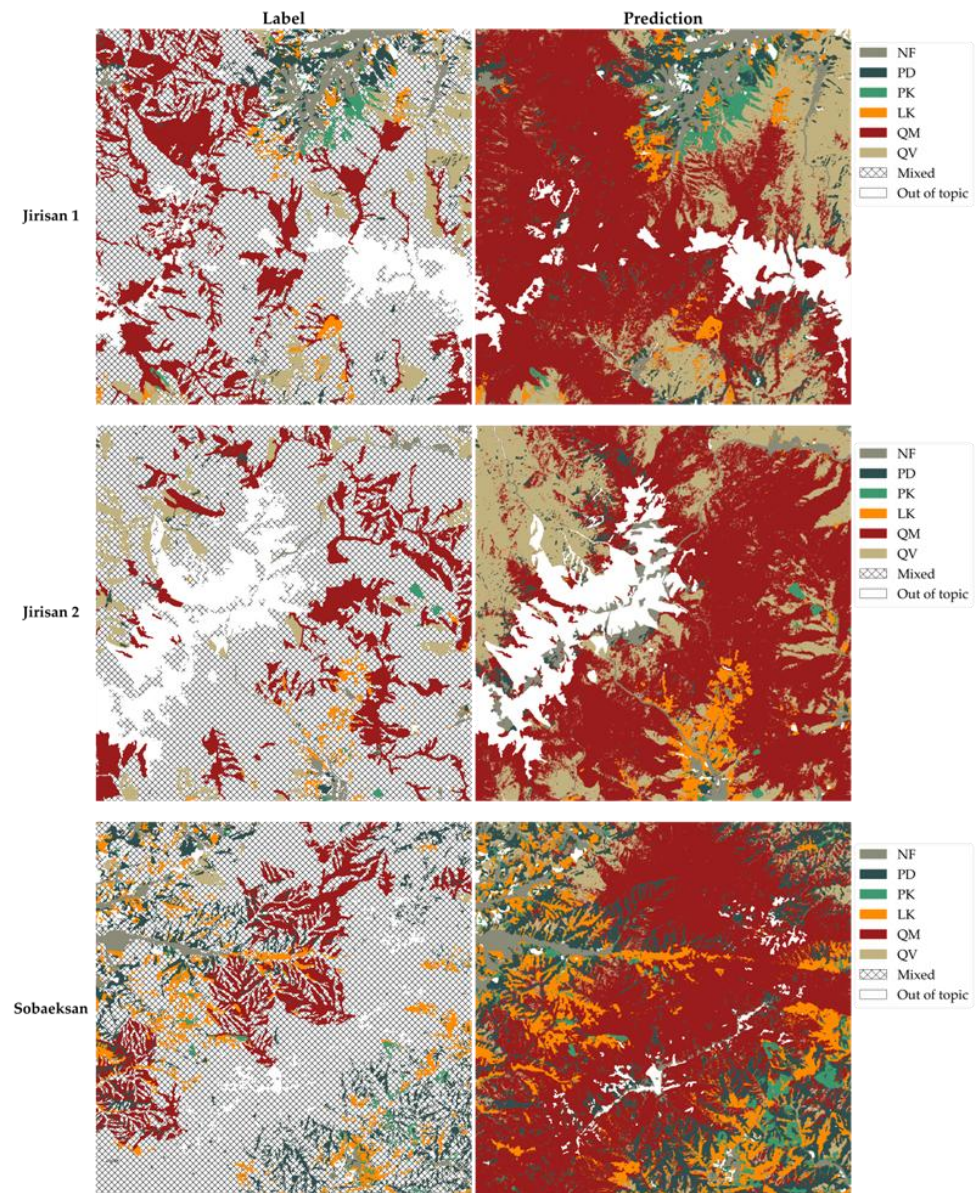 Label Prediction
NF
PD
PK
LK
QM
QV
Mixed
Out of topic
Jirisan 1
NF
PD
PK
LK
QM
QV
Mixed
Out of topic
Jirisan 2
NF
PD
PK
LK
QM
QV
Mixed
Out of topic
Sobaeksan